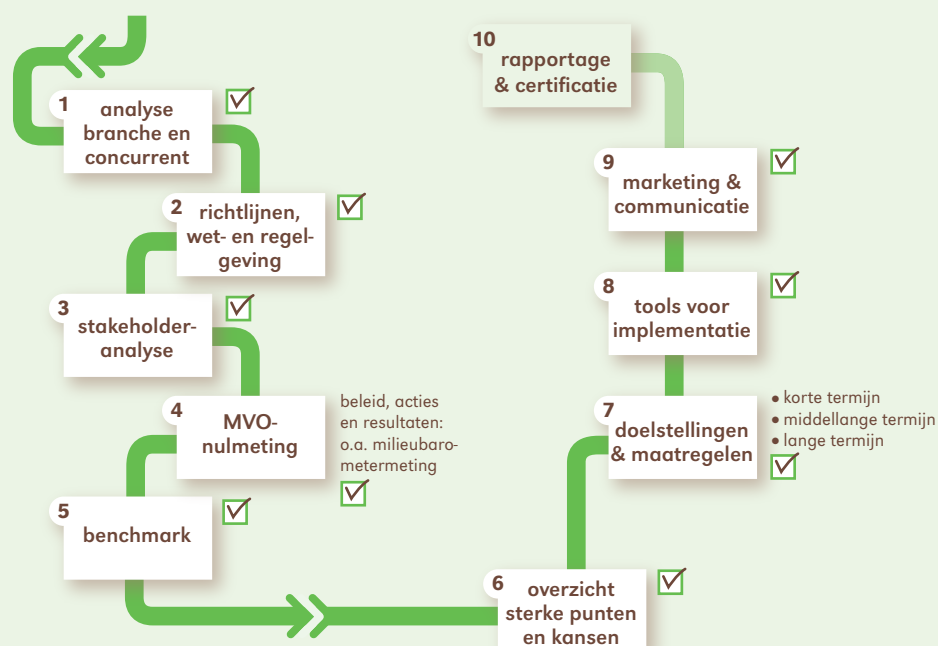 1
analyse
branche en
concurrent
2
richtlijnen,
wet- en regel-
geving
3
stakeholder-
analyse
4
MVO-
nulmeting
beleid, acties
en resultaten:
o.a. milieubaro-
metermeting
5
benchmark
6
overzicht
sterke punten
en kansen
7
doelstellingen
& maatregelen
• korte termijn
• middellange termijn
• lange termijn
8
tools voor
implementatie
9
marketing &
communicatie
10
rapportage
& certificatie